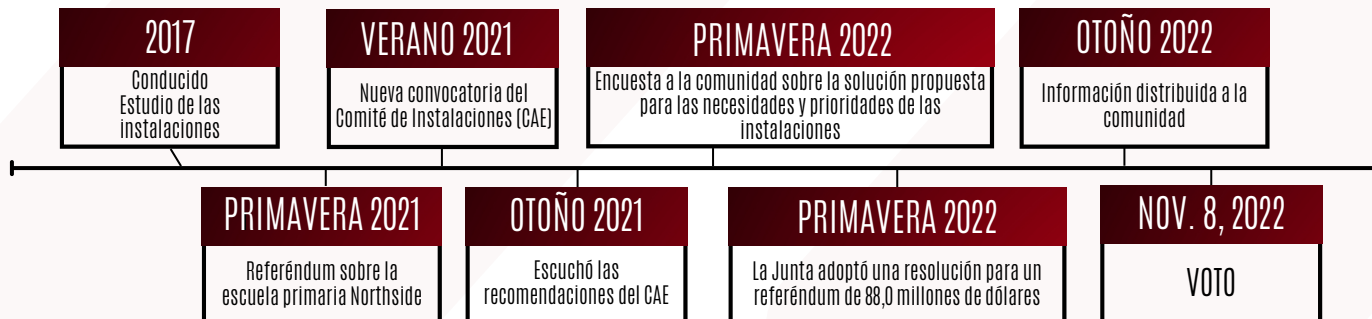 2017
Conducido
Estudio de las
instalaciones
PRIMAVERA 2021
Referéndum sobre la
escuela primaria Northside
VERANO 2021
Nueva convocatoria del
Comité de Instalaciones (CAE)
OTOÑO 2021
Escuchó las
recomendaciones del CAE
PRIMAVERA 2022
Encuesta a la comunidad sobre la solución propuesta
para las necesidades y prioridades de las
instalaciones
PRIMAVERA 2022
La Junta adoptó una resolución para un
referéndum de 88,0 millones de dólares
OTOÑO 2022
Información distribuida a la
comunidad
NOV. 8, 2022
VOTO